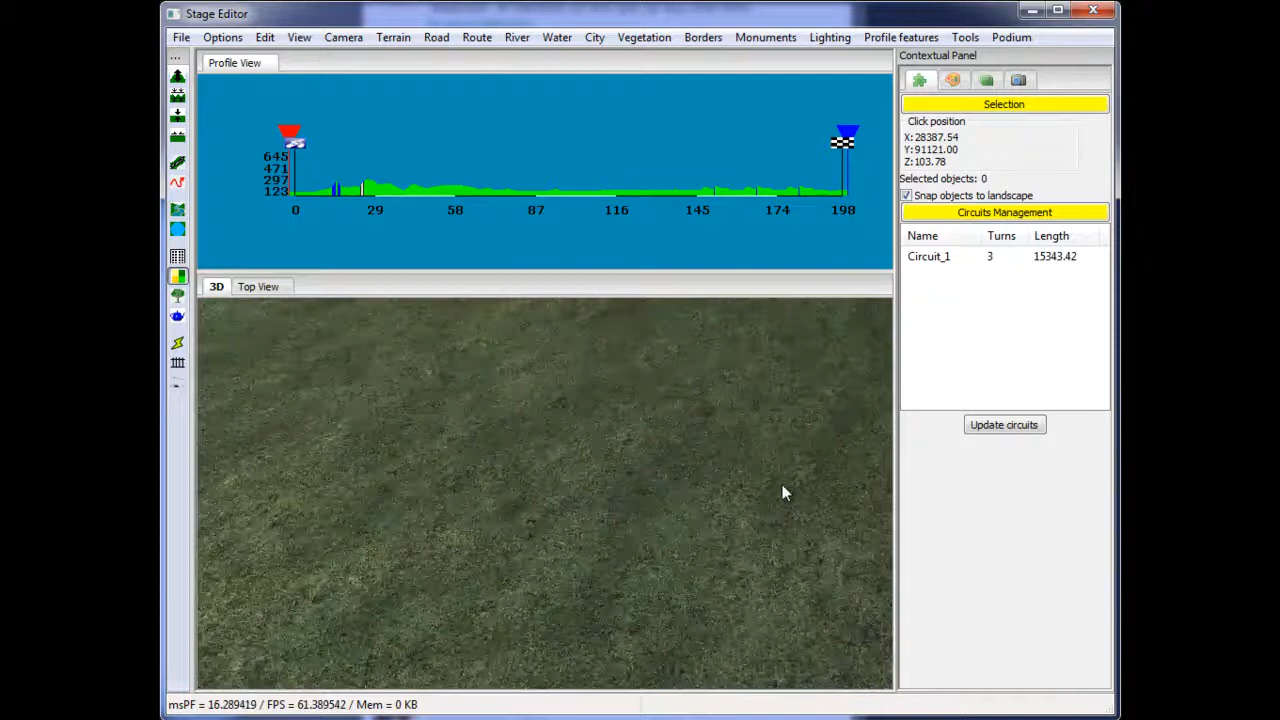 Stage Editor
File Options Edit View Camera Terrain Road Route River Water City Vegetation Borders Monuments Lighting Profile features Tools Podium
Profile View
Contextual Panel
Selection
Click position
X:28387.54
Y:91121.00
Z:103.78
Selected objects: 0
Snap objects to landscape
Circuits Management
Name Turns Length
Circuit_1 3 15343.42
Update circuits
645
471
297
123
0 29 58 87 116 145 174 198
3D Top View
msPF = 16.289419 / FPS = 61.389542 / Mem = 0 KB